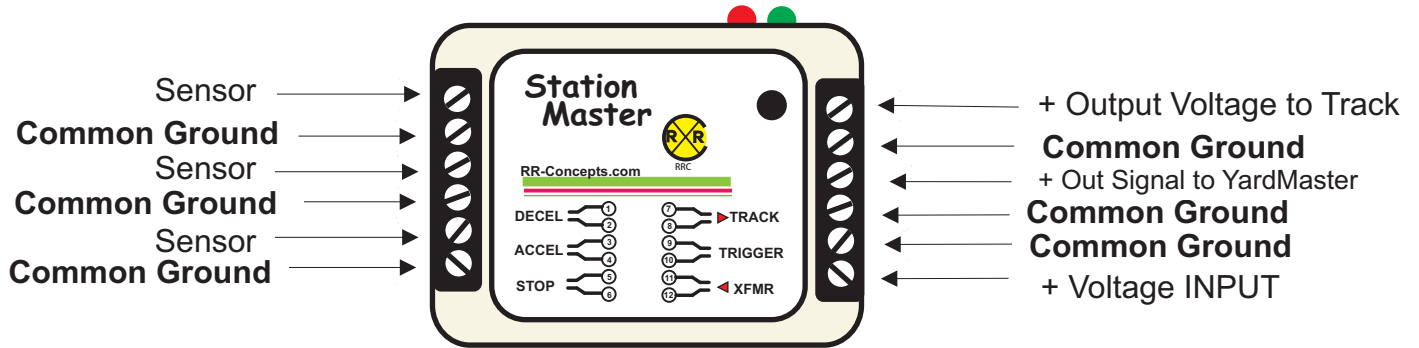 Sensor
Common Ground
Sensor
Common Ground
Sensor
Common Ground
Station
Master
R R
RRC
RR-Concepts.com
DECEL 1
2
ACCEL 3
4
STOP 5
6
7 TRACK
8
9 TRIGGER
10
11 XFMR
12
+ Output Voltage to Track
Common Ground
+ Out Signal to YardMaster
Common Ground
Common Ground
+ Voltage INPUT